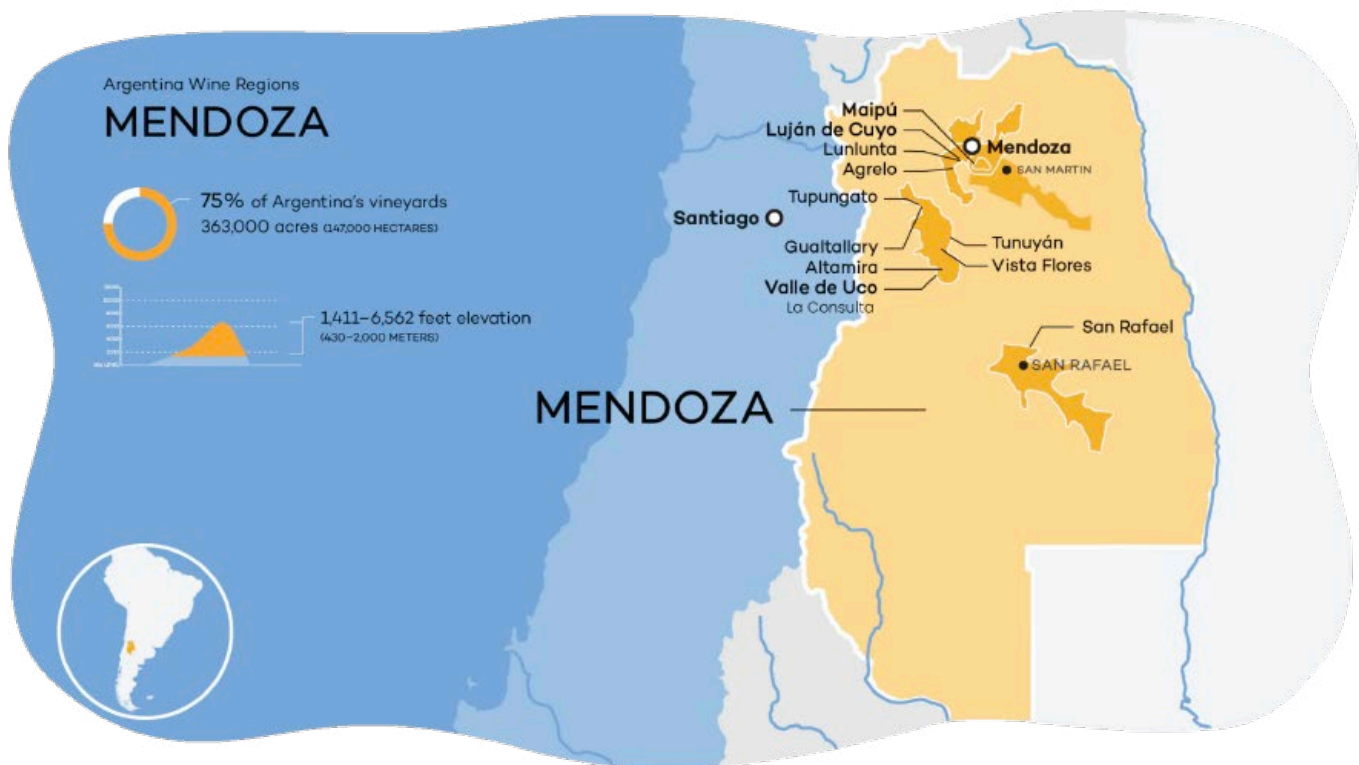 Argentina Wine Regions
MENDOZA
75% of Argentina's vineyards
363,000 acres (147,000 HECTARES)
1,411–6,562 feet elevation
(430–2,000 METERS)
Maipú
Luján de Cuyo
Lunlunta
Agrelo
Mendoza
SAN MARTIN
Tupungato
Santiago
Gualtallary
Altamira
Valle de Uco
La Consulta
Tunuyán
Vista Flores
San Rafael
SAN RAFAEL
MENDOZA